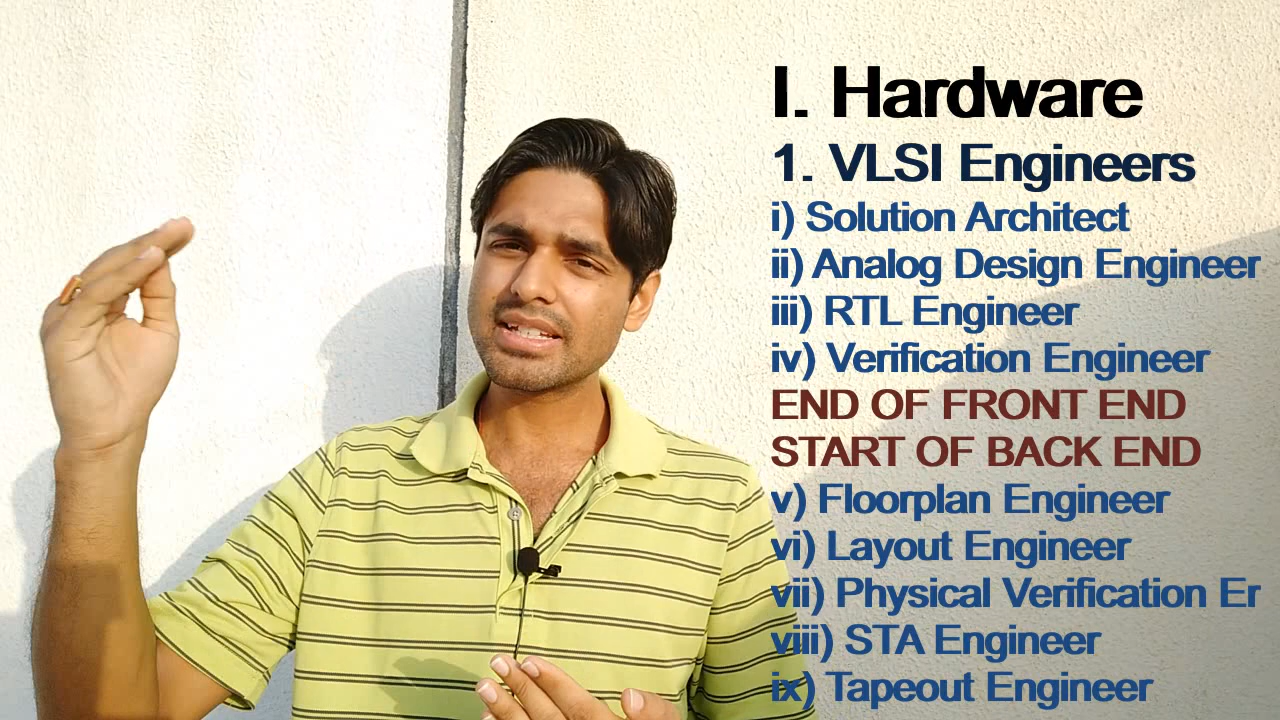 I. Hardware
1. VLSI Engineers
i) Solution Architect
ii) Analog Design Engineer
iii) RTL Engineer
iv) Verification Engineer
END OF FRONT END
START OF BACK END
v) Floorplan Engineer
vi) Layout Engineer
vii) Physical Verification Er
viii) STA Engineer
ix) Tapeout Engineer